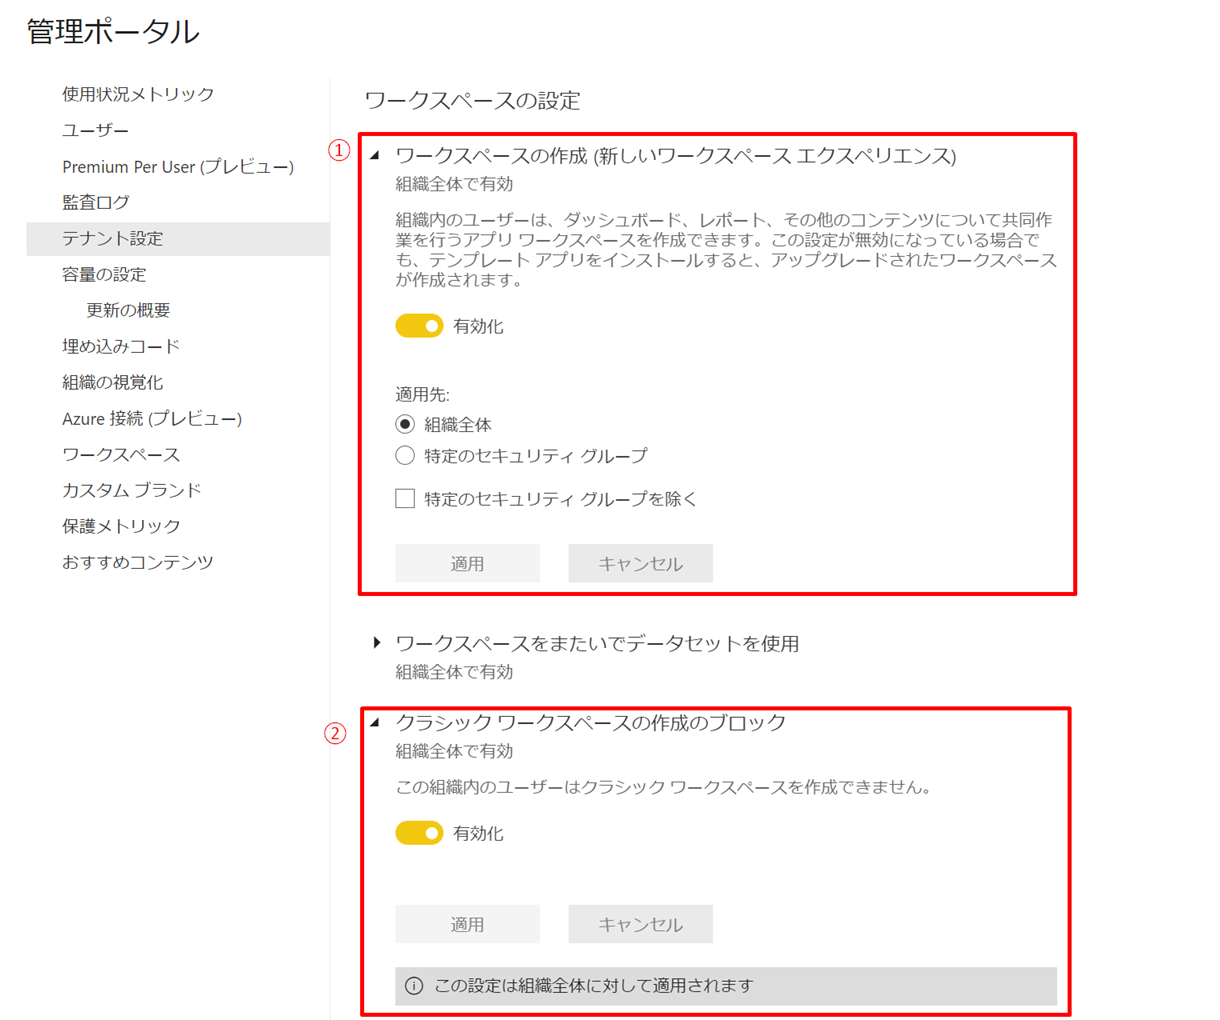 管理ポータル
使用状況メトリック
ユーザー
Premium Per User (プレビュー)
監査ログ
テナント設定
容量の設定
更新の概要
埋め込みコード
組織の視覚化
Azure 接続 (プレビュー)
ワークスペース
カスタム ブランド
保護メトリック
おすすめコンテンツ
ワークスペースの設定
①
ワークスペースの作成 (新しいワークスペース エクスペリエンス)
組織全体で有効
組織内のユーザーは、ダッシュボード、レポート、その他のコンテンツについて共同作
業を行うアプリ ワークスペースを作成できます。この設定が無効になっている場合で
も、テンプレート アプリをインストールすると、アップグレードされたワークスペース
が作成されます。
有効化
適用先:
組織全体
特定のセキュリティ グループ
特定のセキュリティ グループを除く
適用 キャンセル
ワークスペースをまたいでデータセットを使用
組織全体で有効
②
クラシック ワークスペースの作成のブロック
組織全体で有効
この組織内のユーザーはクラシック ワークスペースを作成できません。
有効化
適用 キャンセル
この設定は組織全体に対して適用されます